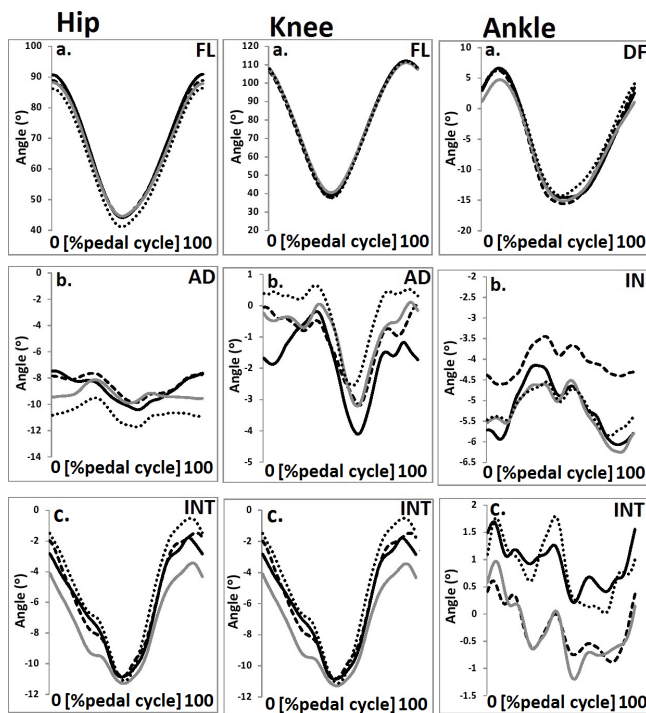 Hip Knee Ankle
a. FL
100
90
80
70
60
50
40
Angle (º)
0 [%pedal cycle] 100
a. FL
120
110
100
90
80
70
60
50
40
30
20
Angle (º)
0 [%pedal cycle] 100
a. DF
10
5
0
-5
-10
-15
-20
Angle (º)
0 [%pedal cycle] 100
b. AD
0
-2
-4
-6
-8
-10
-12
-14
Angle (º)
0 [%pedal cycle] 100
b. AD
1
0
-1
-2
-3
-4
-5
Angle (º)
0 [%pedal cycle] 100
b. IN
-2
-2.5
-3
-3.5
-4
-4.5
-5
-5.5
-6
-6.5
Angle (º)
0 [%pedal cycle] 100
c. INT
0
-2
-4
-6
-8
-10
-12
Angle (º)
0 [%pedal cycle] 100
c. INT
0
-2
-4
-6
-8
-10
-12
Angle (º)
0 [%pedal cycle] 100
c. INT
2
1.5
1
0.5
0
-0.5
-1
-1.5
-2
Angle (º)
0 [%pedal cycle] 100